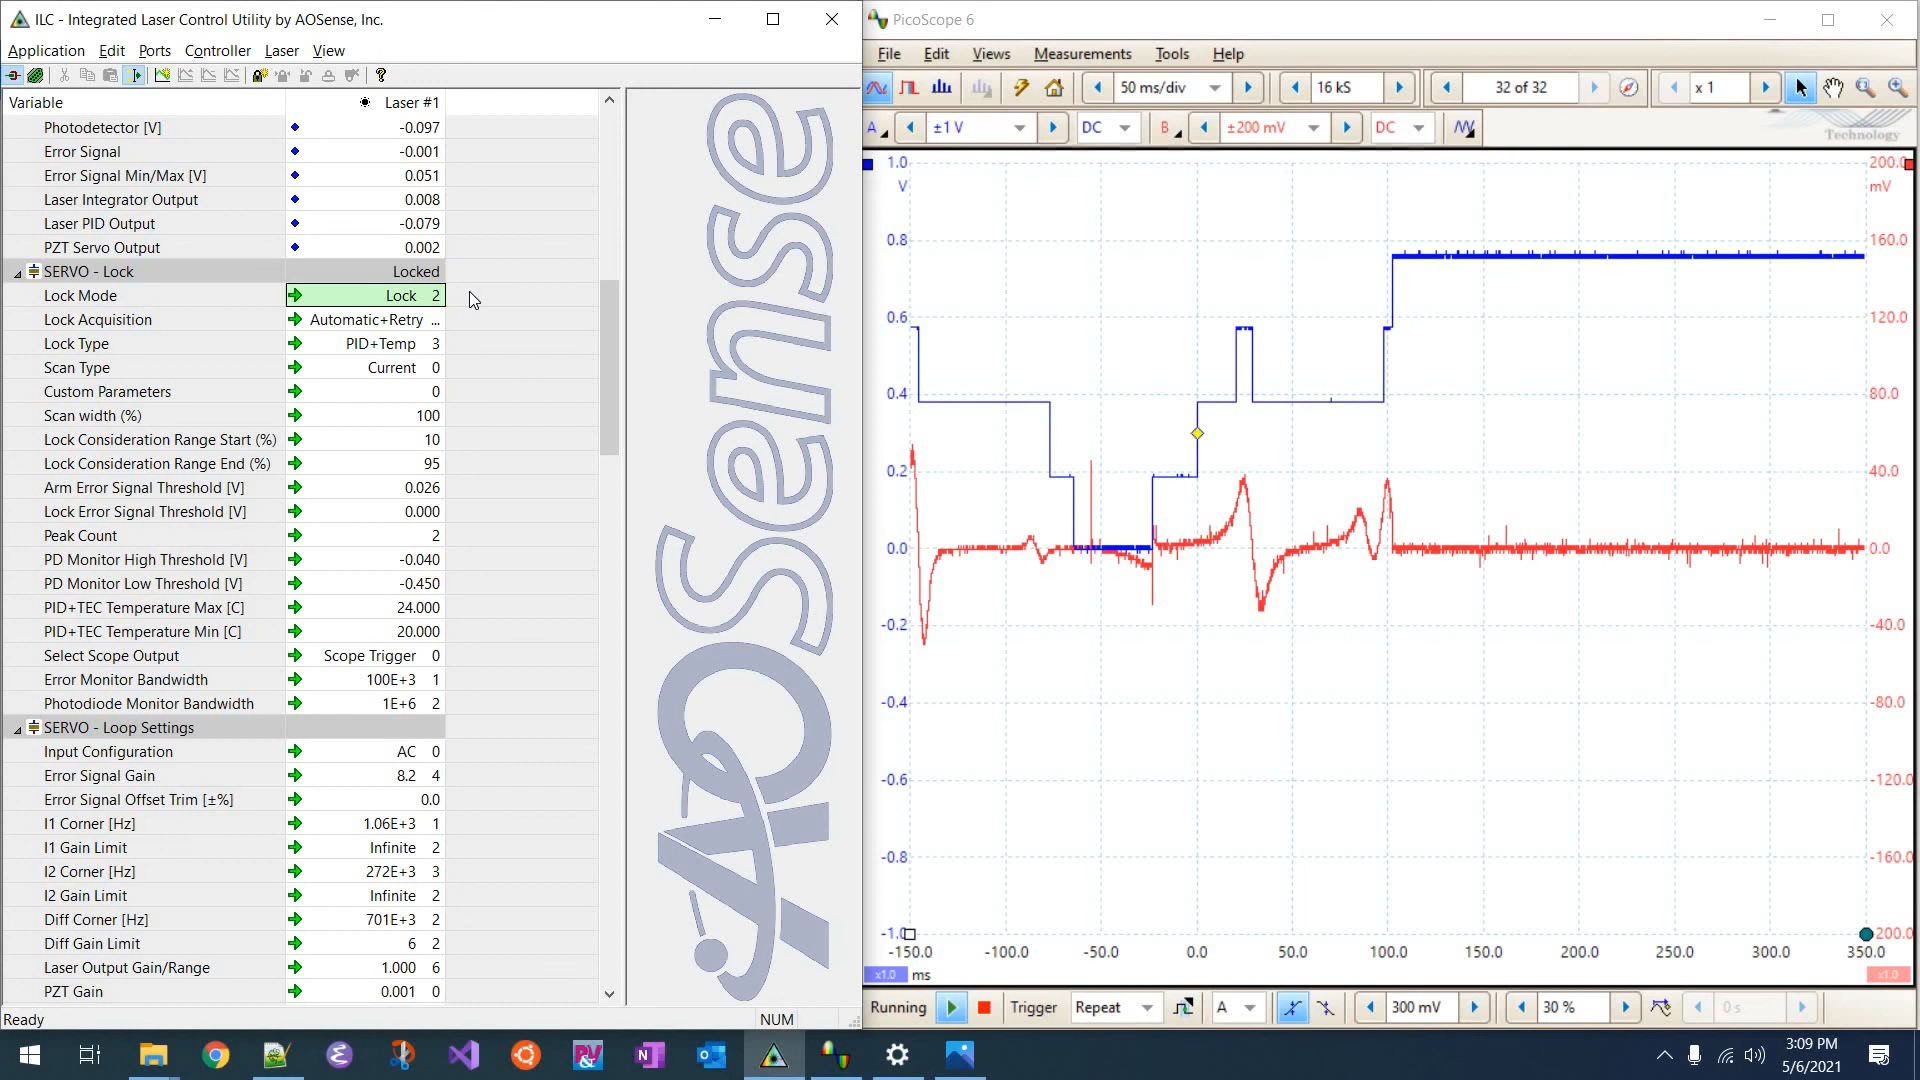 ILC - Integrated Laser Control Utility by AOSense, Inc.
Application Edit Ports Controller Laser View
Variable Laser #1
Photodetector [V] -0.097
Error Signal -0.001
Error Signal Min/Max [V] 0.051
Laser Integrator Output 0.008
Laser PID Output -0.079
PZT Servo Output 0.002
SERVO - Lock Locked
Lock Mode Lock 2
Lock Acquisition Automatic+Retry ...
Lock Type PID+Temp 3
Scan Type Current 0
Custom Parameters 0
Scan width (%) 100
Lock Consideration Range Start (%) 10
Lock Consideration Range End (%) 95
Arm Error Signal Threshold [V] 0.026
Lock Error Signal Threshold [V] 0.000
Peak Count 2
PD Monitor High Threshold [V] -0.040
PD Monitor Low Threshold [V] -0.450
PID+TEC Temperature Max [C] 24.000
PID+TEC Temperature Min [C] 20.000
Select Scope Output Scope Trigger 0
Error Monitor Bandwidth 100E+3 1
Photodiode Monitor Bandwidth 1E+6 2
SERVO - Loop Settings
Input Configuration AC 0
Error Signal Gain 8.2 4
Error Signal Offset Trim [±%] 0.0
I1 Corner [Hz] 1.06E+3 1
I1 Gain Limit Infinite 2
I2 Corner [Hz] 272E+3 3
I2 Gain Limit Infinite 2
Diff Corner [Hz] 701E+3 2
Diff Gain Limit 6 2
Laser Output Gain/Range 1.000 6
PZT Gain 0.001 0
Ready NUM
AOSense
PicoScope 6
File Edit Views Measurements Tools Help
50 ms/div 16 kS 32 of 32 x 1
A ±1 V DC B ±200 mV DC
Technology
1.0 200.0
V mV
0.8 160.0
0.6 120.0
0.4 80.0
0.2 40.0
0.0 0.0
-0.2 -40.0
-0.4 -80.0
-0.6 -120.0
-0.8 -160.0
-1.0 200.0
-150.0 -100.0 -50.0 0.0 50.0 100.0 150.0 200.0 250.0 300.0 350.0
x1.0 ms x1.0
Running Trigger Repeat A 300 mV 30 % 0 s
3:09 PM
5/6/2021